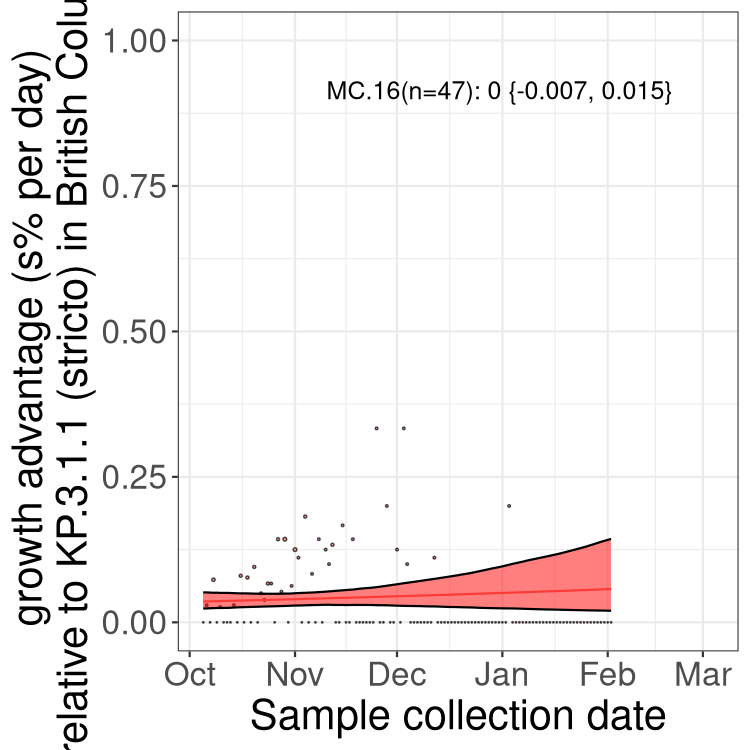 growth advantage (s% per day)
relative to KP.3.1.1 (stricto) in British Colu
1.00
0.75
0.50
0.25
0.00
MC.16(n=47): 0 {-0.007, 0.015}
Oct Nov Dec Jan Feb Mar
Sample collection date